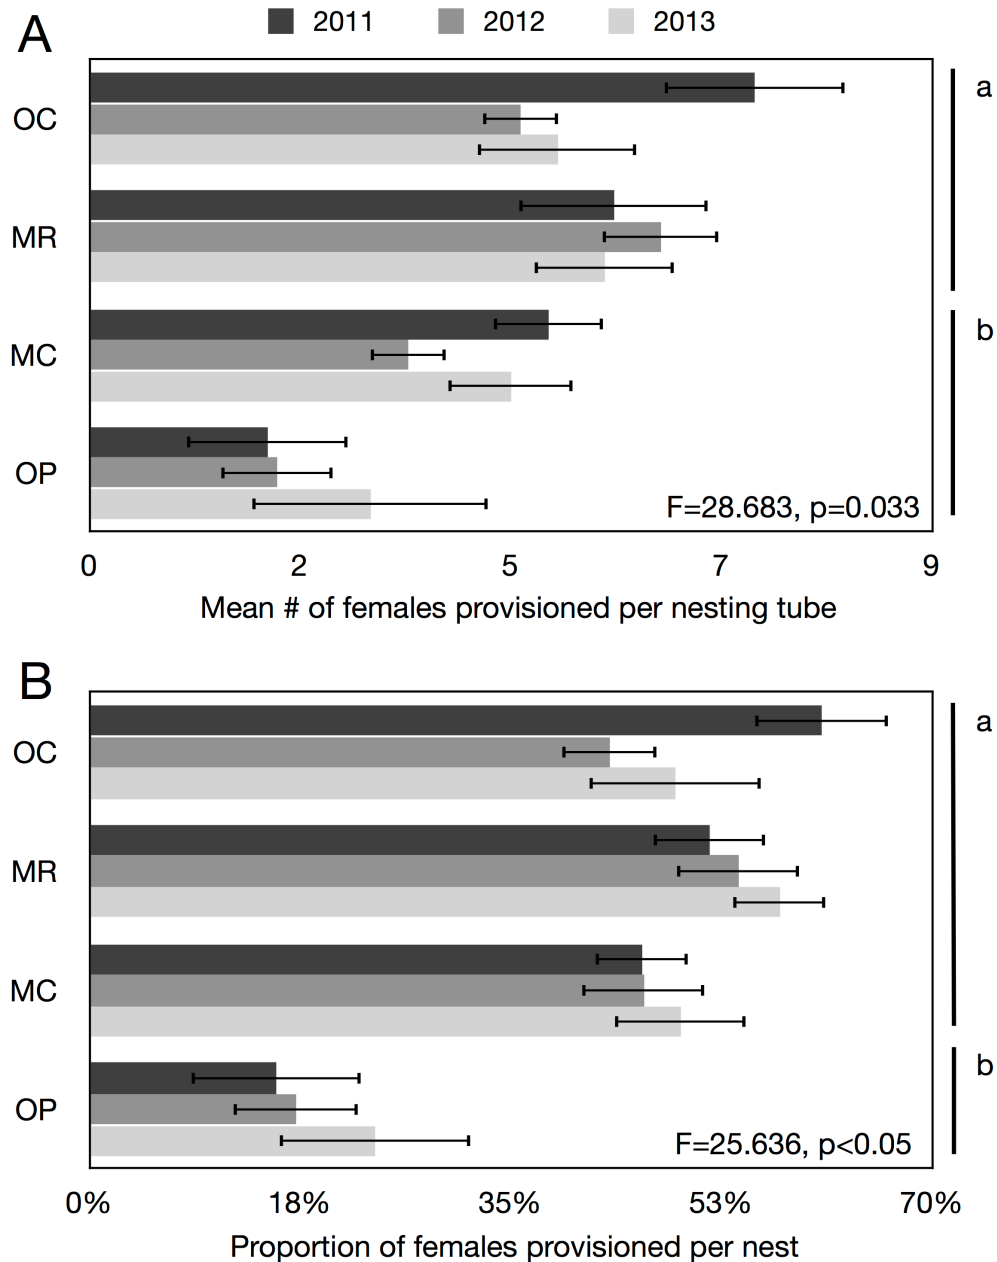 A
2011 2012 2013
OC
MR
MC
OP
a
b
F=28.683, p=0.033
0 2 5 7 9
Mean # of females provisioned per nesting tube
B
OC
MR
MC
OP
a
b
F=25.636, p<0.05
0% 18% 35% 53% 70%
Proportion of females provisioned per nest